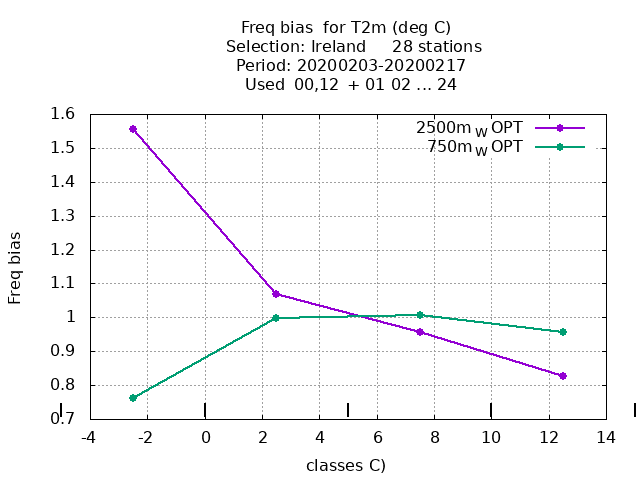 Freq bias for T2m (deg C)
Selection: Ireland 28 stations
Period: 20200203-20200217
Used 00,12 + 01 02 ... 24
2500m W OPT
750m W OPT
1.6
1.5
1.4
1.3
1.2
1.1
1
0.9
0.8
0.7
Freq bias
-4 -2 0 2 4 6 8 10 12 14
classes C)